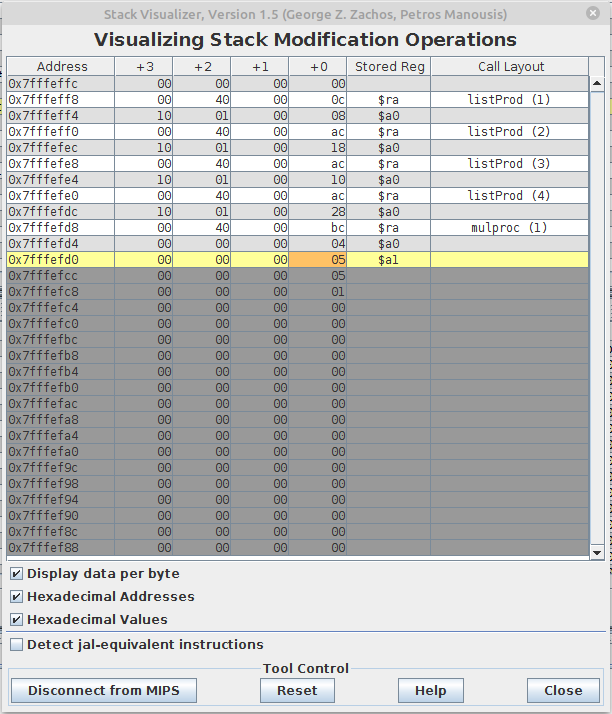 Stack Visualizer, Version 1.5 (George Z. Zachos, Petros Manousis)
Visualizing Stack Modification Operations
Address +3 +2 +1 +0 Stored Reg Call Layout
0x7fffeffc 00 00 00 00
0x7fffeff8 00 40 00 0c $ra listProd (1)
0x7fffeff4 10 01 00 08 $a0
0x7fffeff0 00 40 00 ac $ra listProd (2)
0x7fffefec 10 01 00 18 $a0
0x7fffefe8 00 40 00 ac $ra listProd (3)
0x7fffefe4 10 01 00 10 $a0
0x7fffefe0 00 40 00 ac $ra listProd (4)
0x7fffefdc 10 01 00 28 $a0
0x7fffefd8 00 40 00 bc $ra mulproc (1)
0x7fffefd4 00 00 00 04 $a0
0x7fffefd0 00 00 00 05 $a1
0x7fffefcc 00 00 00 05
0x7fffefc8 00 00 00 01
0x7fffefc4 00 00 00 00
0x7fffefc0 00 00 00 00
0x7fffefbc 00 00 00 00
0x7fffefb8 00 00 00 00
0x7fffefb4 00 00 00 00
0x7fffefb0 00 00 00 00
0x7fffefac 00 00 00 00
0x7fffefa8 00 00 00 00
0x7fffefa4 00 00 00 00
0x7fffefa0 00 00 00 00
0x7fffef9c 00 00 00 00
0x7fffef98 00 00 00 00
0x7fffef94 00 00 00 00
0x7fffef90 00 00 00 00
0x7fffef8c 00 00 00 00
0x7fffef88 00 00 00 00
Display data per byte
Hexadecimal Addresses
Hexadecimal Values
Detect jal-equivalent instructions
Tool Control
Disconnect from MIPS Reset Help Close